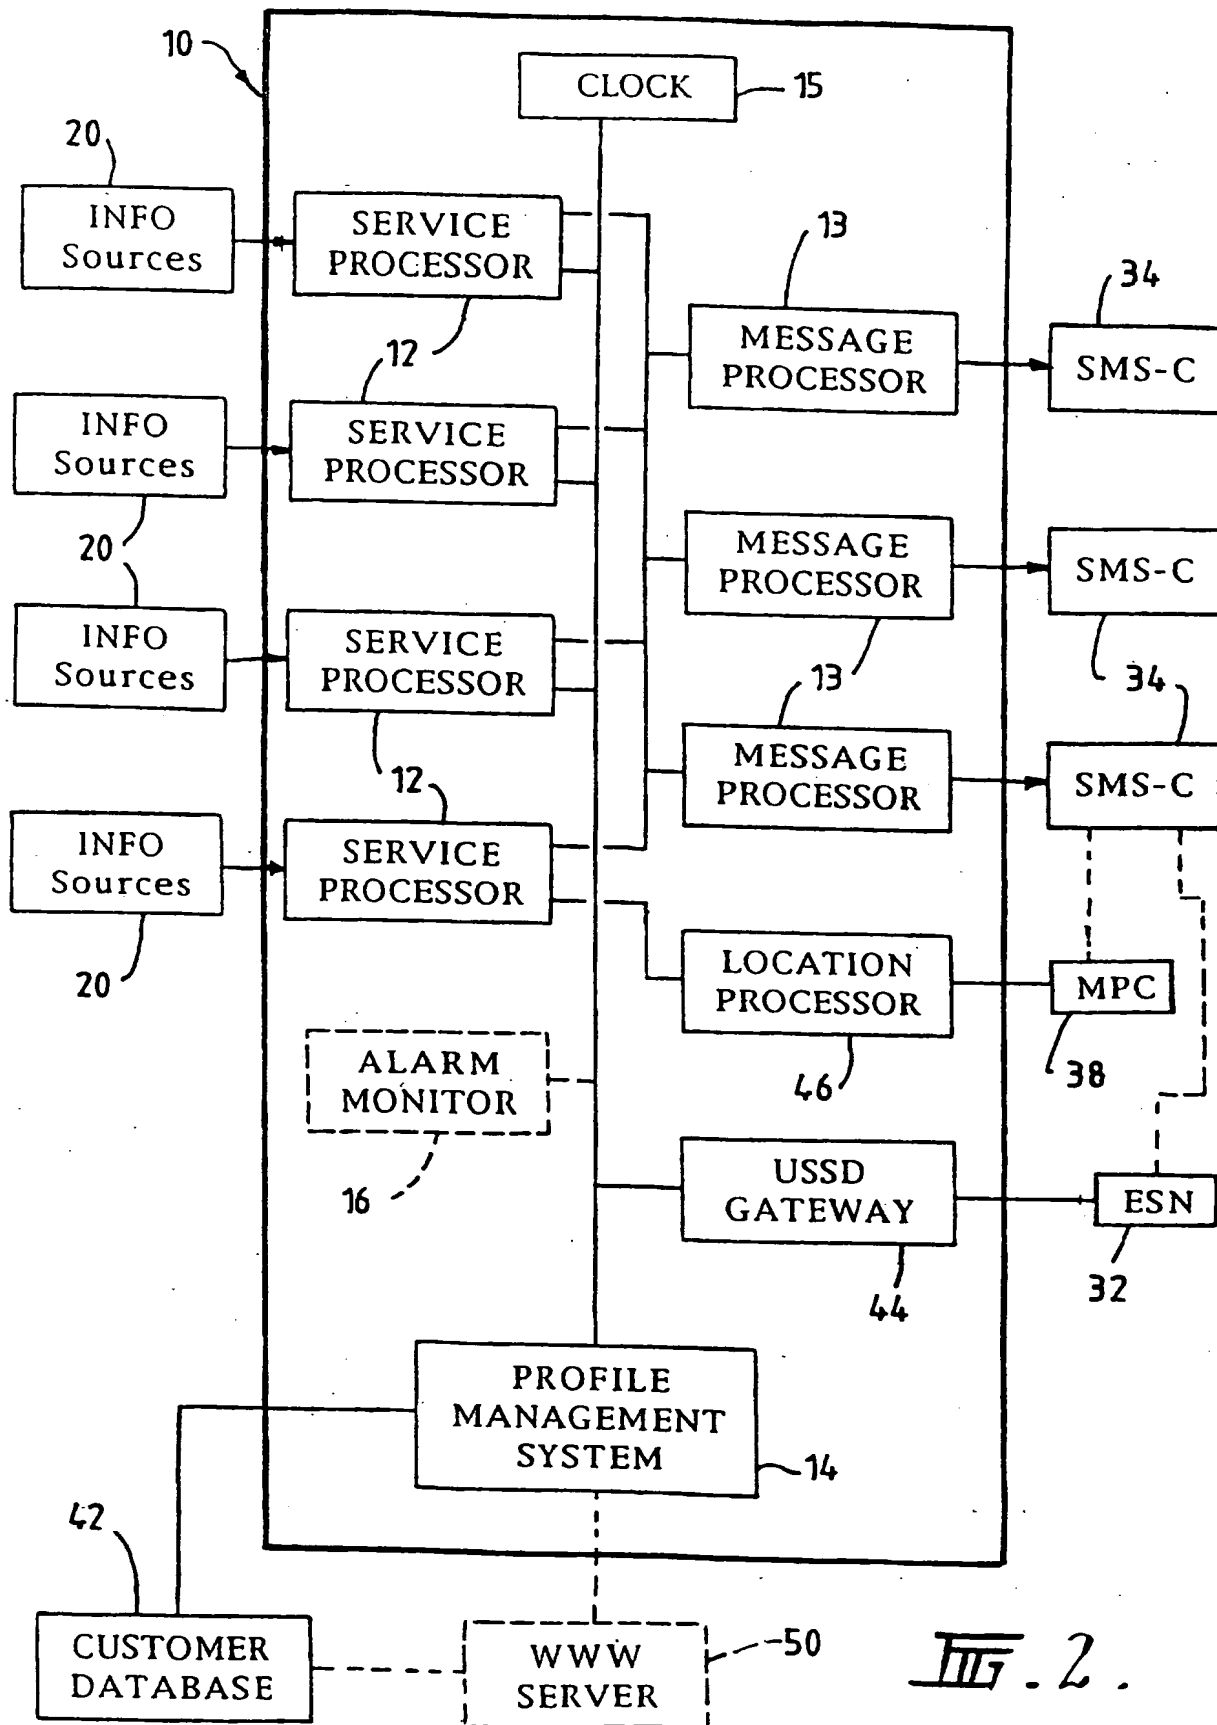 10
CLOCK
15
20
INFO
Sources
SERVICE
PROCESSOR
13
34
12
MESSAGE
PROCESSOR
SMS-C
INFO
Sources
SERVICE
PROCESSOR
20
MESSAGE
PROCESSOR
SMS-C
INFO
Sources
SERVICE
PROCESSOR
13
34
12
MESSAGE
PROCESSOR
SMS-C
INFO
Sources
SERVICE
PROCESSOR
20
LOCATION
PROCESSOR
MPC
ALARM
MONITOR
46
38
16
USSD
GATEWAY
ESN
44
32
PROFILE
MANAGEMENT
SYSTEM
14
42
CUSTOMER
DATABASE
WWW
SERVER
50
FIG. 2.